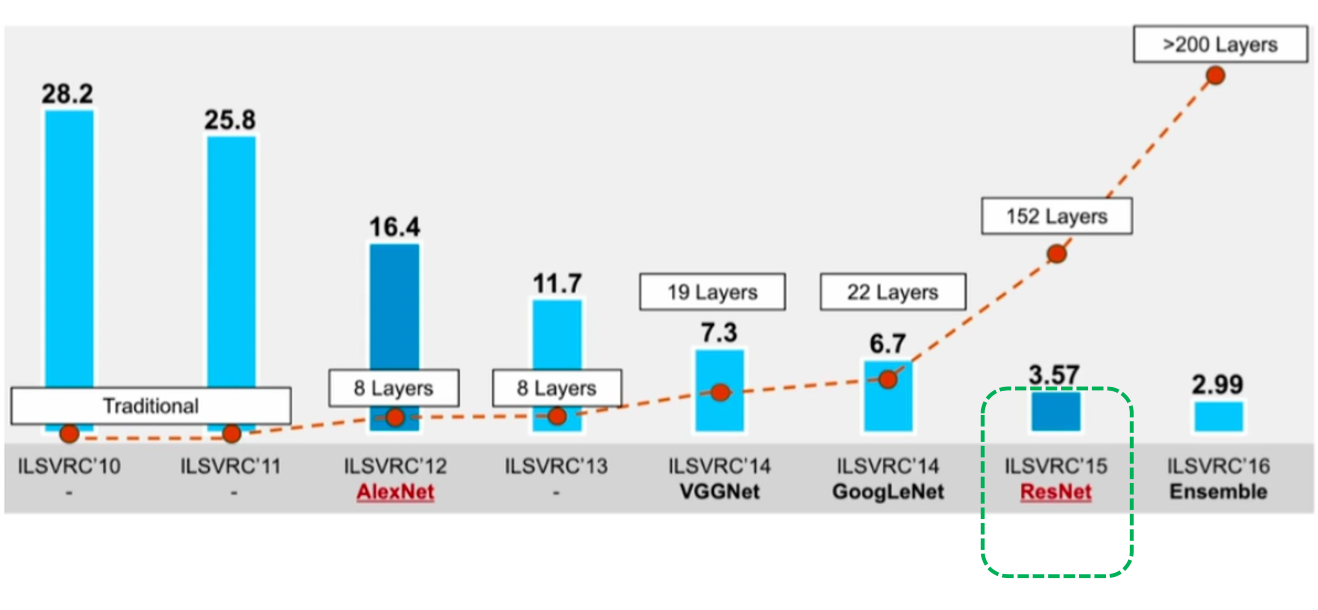 >200 Layers
28.2
25.8
152 Layers
16.4
11.7
19 Layers
22 Layers
7.3
6.7
Traditional
8 Layers
8 Layers
3.57
2.99
ILSVRC'10
ILSVRC'11
ILSVRC'12
ILSVRC'13
ILSVRC'14
ILSVRC'14
ILSVRC'15
ILSVRC'16
-
-
AlexNet
-
VGGNet
GoogLeNet
ResNet
Ensemble